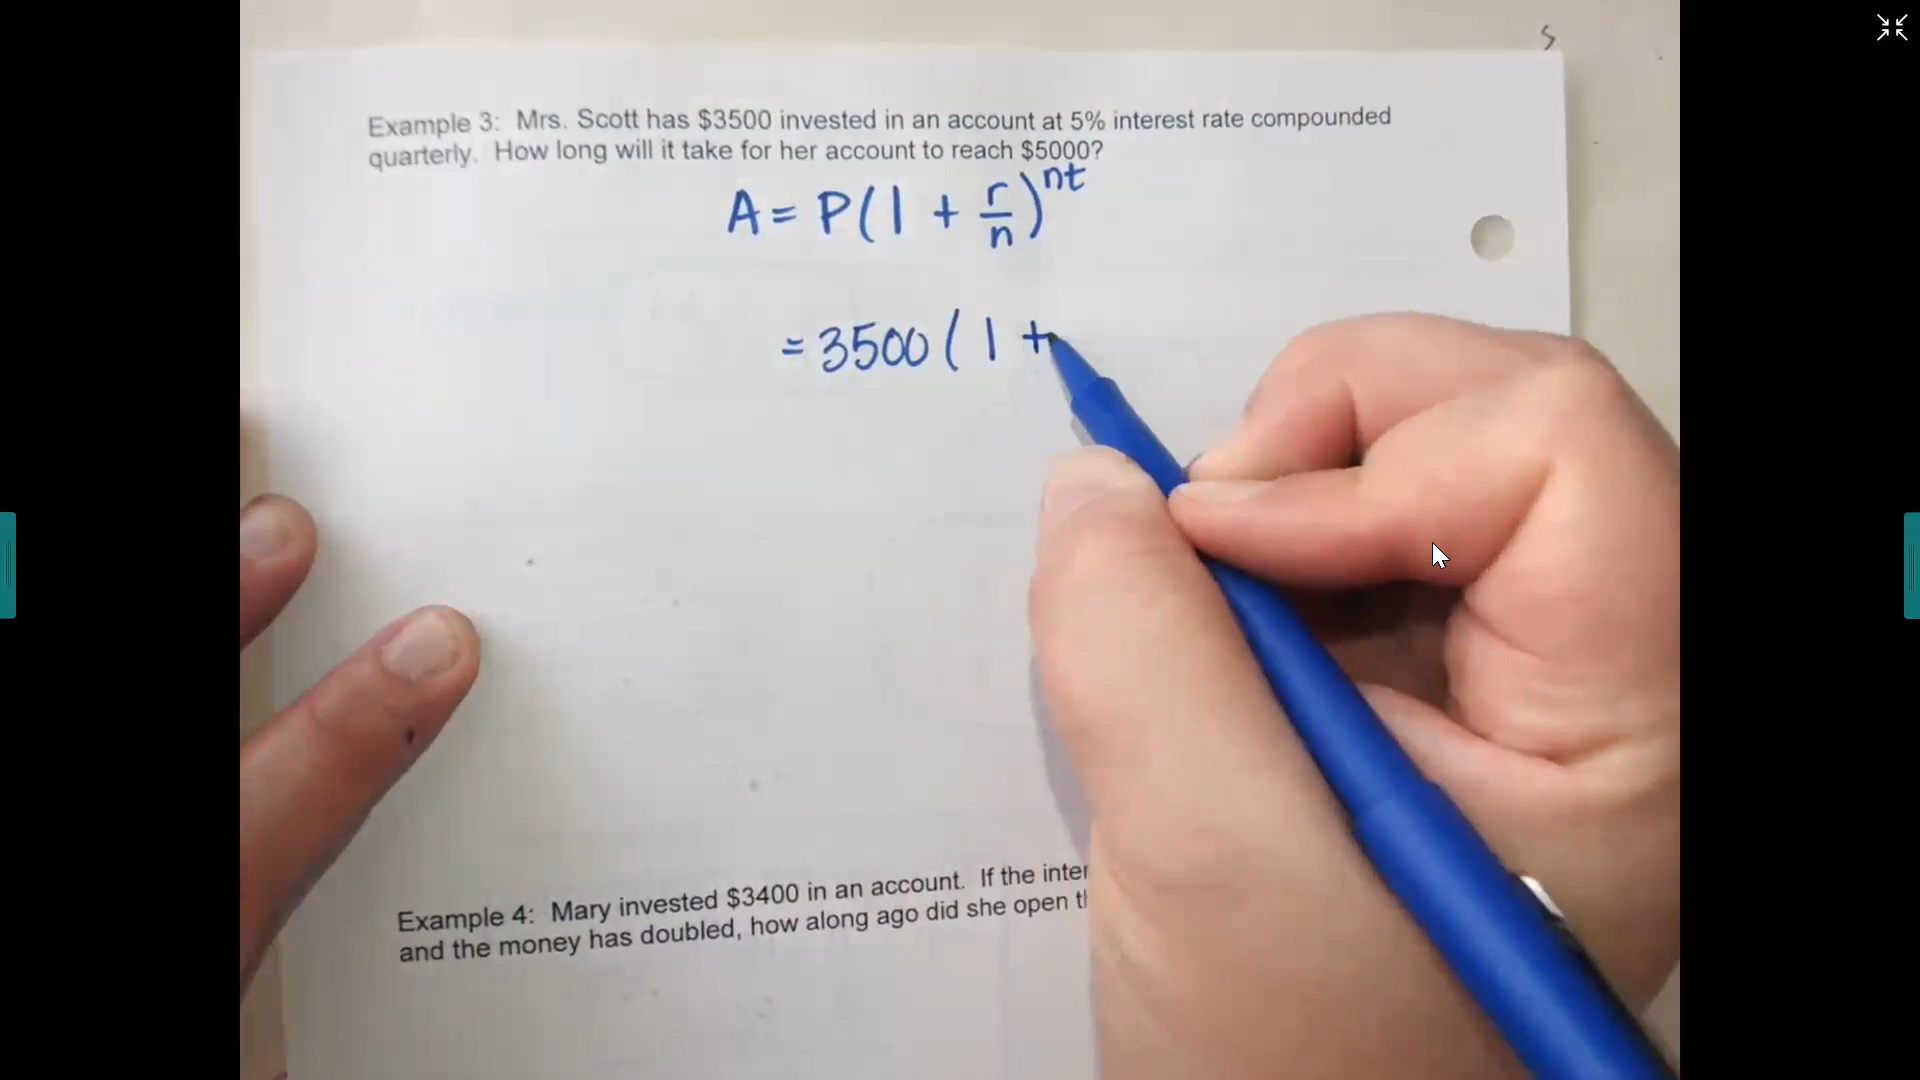 5
Example 3: Mrs. Scott has $3500 invested in an account at 5% interest rate compounded
quarterly. How long will it take for her account to reach $5000?
A = P(1 + r/n)^nt
= 3500 ( 1 +
Example 4: Mary invested $3400 in an account. If the
and the money has doubled, how along ago did she open